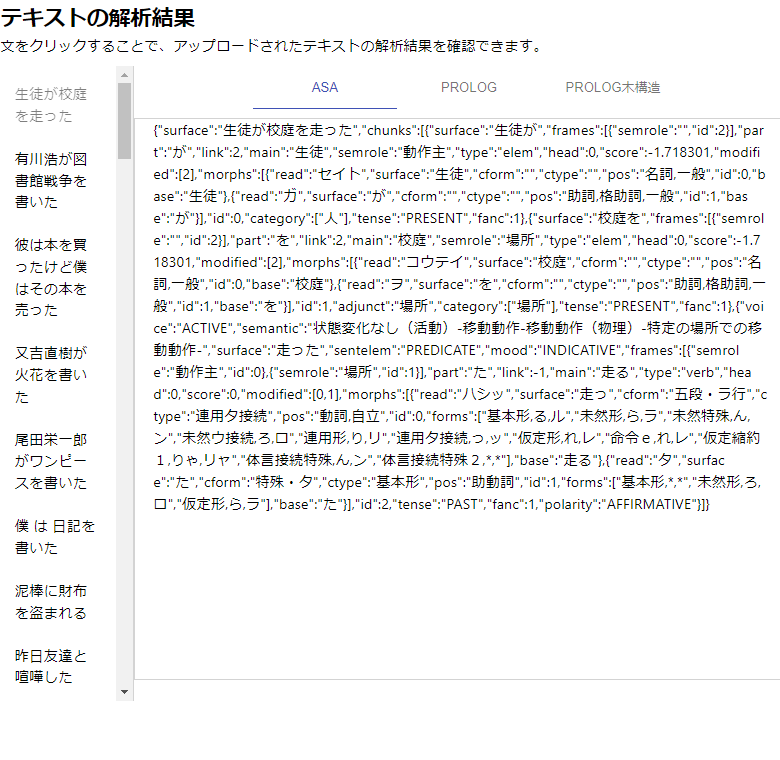 テキストの解析結果
文をクリックすることで、アップロードされたテキストの解析結果を確認できます。
生徒が校庭
を走った
有川浩が図
書館戦争を
書いた
彼は本を買
ったけど僕
はその本を
売った
又吉直樹が
火花を書い
た
尾田栄一郎
がワンピー
スを書いた
僕 は 日記を
書いた
泥棒に財布
を盗まれる
昨日友達と
喧嘩した
ASA
PROLOG
PROLOG木構造
{"surface":"生徒が校庭を走った","chunks":[{"surface":"生徒が","frames":[{"semrole":"","id":2}],"p
art":"が","link":2,"main":"生徒","semrole":"動作主","type":"elem","head":0,"score":-1.718301,"modifi
ed":[2],"morphs":[{"read":"セイト","surface":"生徒","cform":"","ctype":"","pos":"名詞,一般","id":0,"b
ase":"生徒"},{"read":"ガ","surface":"が","cform":"","ctype":"","pos":"助詞,格助詞,一般","id":1,"bas
e":"が"}],"id":0,"category":["人"],"tense":"PRESENT","fanc":1},{"surface":"校庭を","frames":[{"semrol
e":"","id":2}],"part":"を","link":2,"main":"校庭","semrole":"場所","type":"elem","head":0,"score":-1.7
18301,"modified":[2],"morphs":[{"read":"コウテイ","surface":"校庭","cform":"","ctype":"","pos":"名
詞,一般","id":0,"base":"校庭"},{"read":"ヲ","surface":"を","cform":"","ctype":"","pos":"助詞,格助詞,一
般","id":1,"base":"を"}],"id":1,"adjunct":"場所","category":["場所"],"tense":"PRESENT","fanc":1},{"voi
ce":"ACTIVE","semantic":"状態変化なし（活動）-移動動作-移動動作（物理）-特定の場所での移
動動作-","surface":"走った","sentelem":"PREDICATE","mood":"INDICATIVE","frames":[{"semrol
e":"動作主","id":0},{"semrole":"場所","id":1}],"part":"た","link":-1,"main":"走る","type":"verb","hea
d":0,"score":0,"modified":[0,1],"morphs":[{"read":"ハシッ","surface":"走っ","cform":"五段・ラ行","c
type":"連用タ接続","pos":"動詞,自立","id":0,"forms":["基本形,る,ル","未然形,ら,ラ","未然特殊,ん,
ン","未然ウ接続,ろ,ロ","連用形,り,リ","連用タ接続,っ,ッ","仮定形,れ,レ","命令ｅ,れ,レ","仮定縮約
１,りゃ,リャ","体言接続特殊,ん,ン","体言接続特殊２,*,*"],"base":"走る"},{"read":"タ","surfac
e":"た","cform":"特殊・タ","ctype":"基本形","pos":"助動詞","id":1,"forms":["基本形,*,*","未然形,ろ,
ロ","仮定形,ら,ラ"],"base":"た"}],"id":2,"tense":"PAST","fanc":1,"polarity":"AFFIRMATIVE"}]}